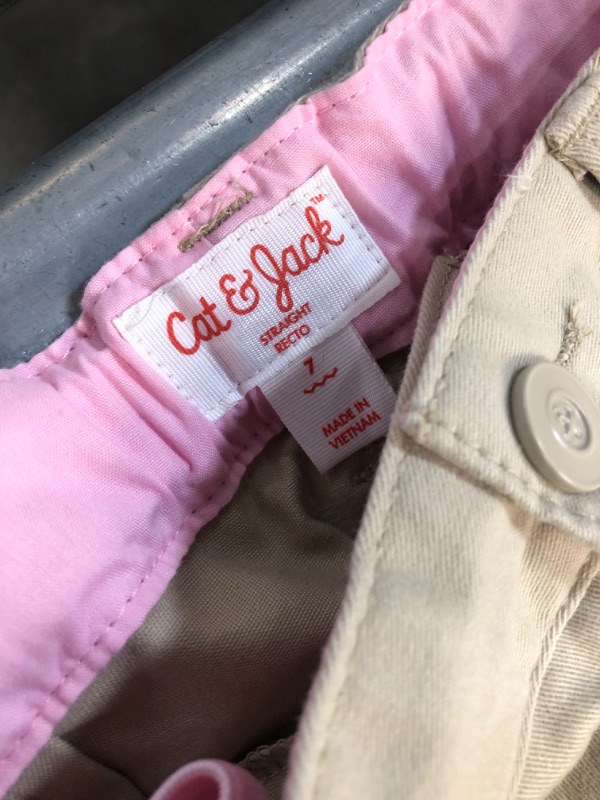 Cat & Jack™
STRAIGHT
RECTO
7
MADE IN
VIETNAM